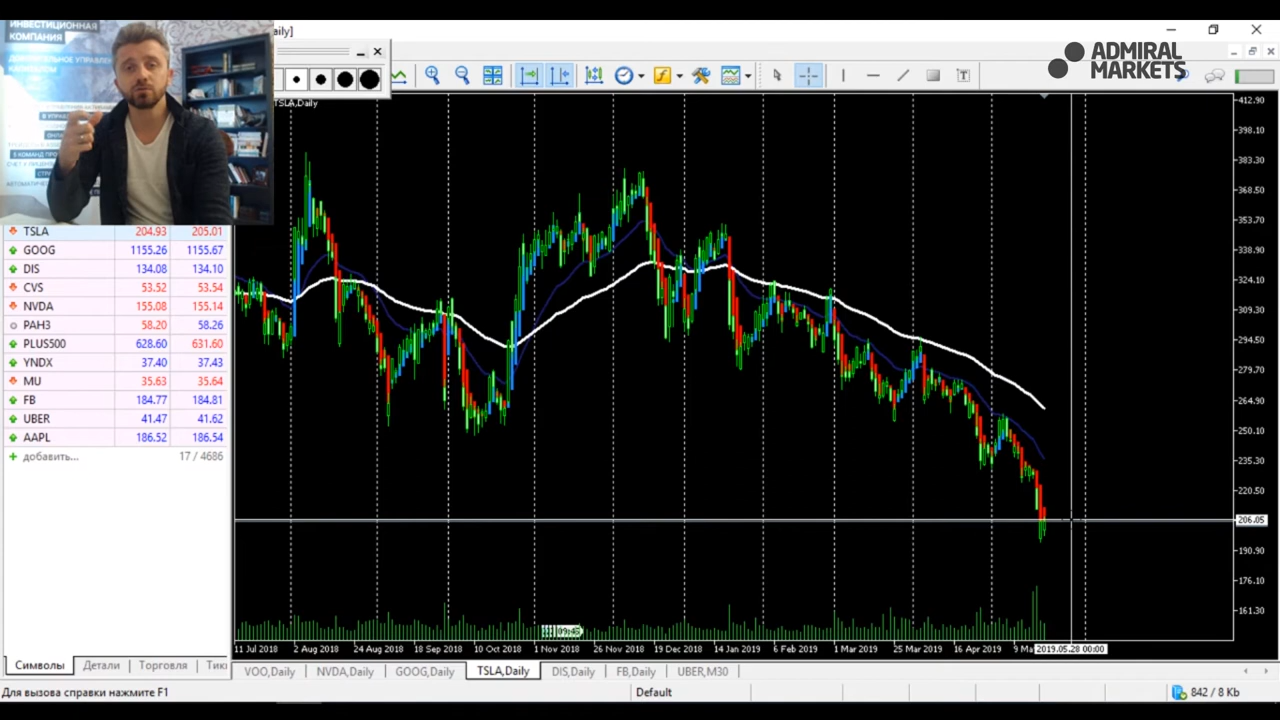 ИНВЕСТИЦИОННАЯ
КОМПАНИЯ
aily]
ADMIRAL
MARKETS
TSLA,Daily
TSLA 204.93 205.01
GOOG 1155.26 1155.67
DIS 134.08 134.10
CVS 53.52 53.54
NVDA 155.08 155.14
PAH3 58.20 58.26
PLUS500 628.60 631.60
YNDX 37.40 37.43
MU 35.63 35.64
FB 184.77 184.81
UBER 41.47 41.62
AAPL 186.52 186.54
добавить... 17 / 4686
412.90
398.10
383.30
368.50
353.70
338.90
324.10
309.30
294.50
279.70
264.90
250.10
235.30
220.50
206.05
190.90
176.10
161.30
09:45
11 Jul 2018 2 Aug 2018 24 Aug 2018 18 Sep 2018 10 Oct 2018 1 Nov 2018 26 Nov 2018 19 Dec 2018 14 Jan 2019 6 Feb 2019 1 Mar 2019 25 Mar 2019 16 Apr 2019 9 Ma 2019.05.28 00:00
Символы Детали Торговля Тик
VOO,Daily NVDA,Daily GOOG,Daily TSLA,Daily DIS,Daily FB,Daily UBER,M30
Для вызова справки нажмите F1 Default 842 / 8 Kb